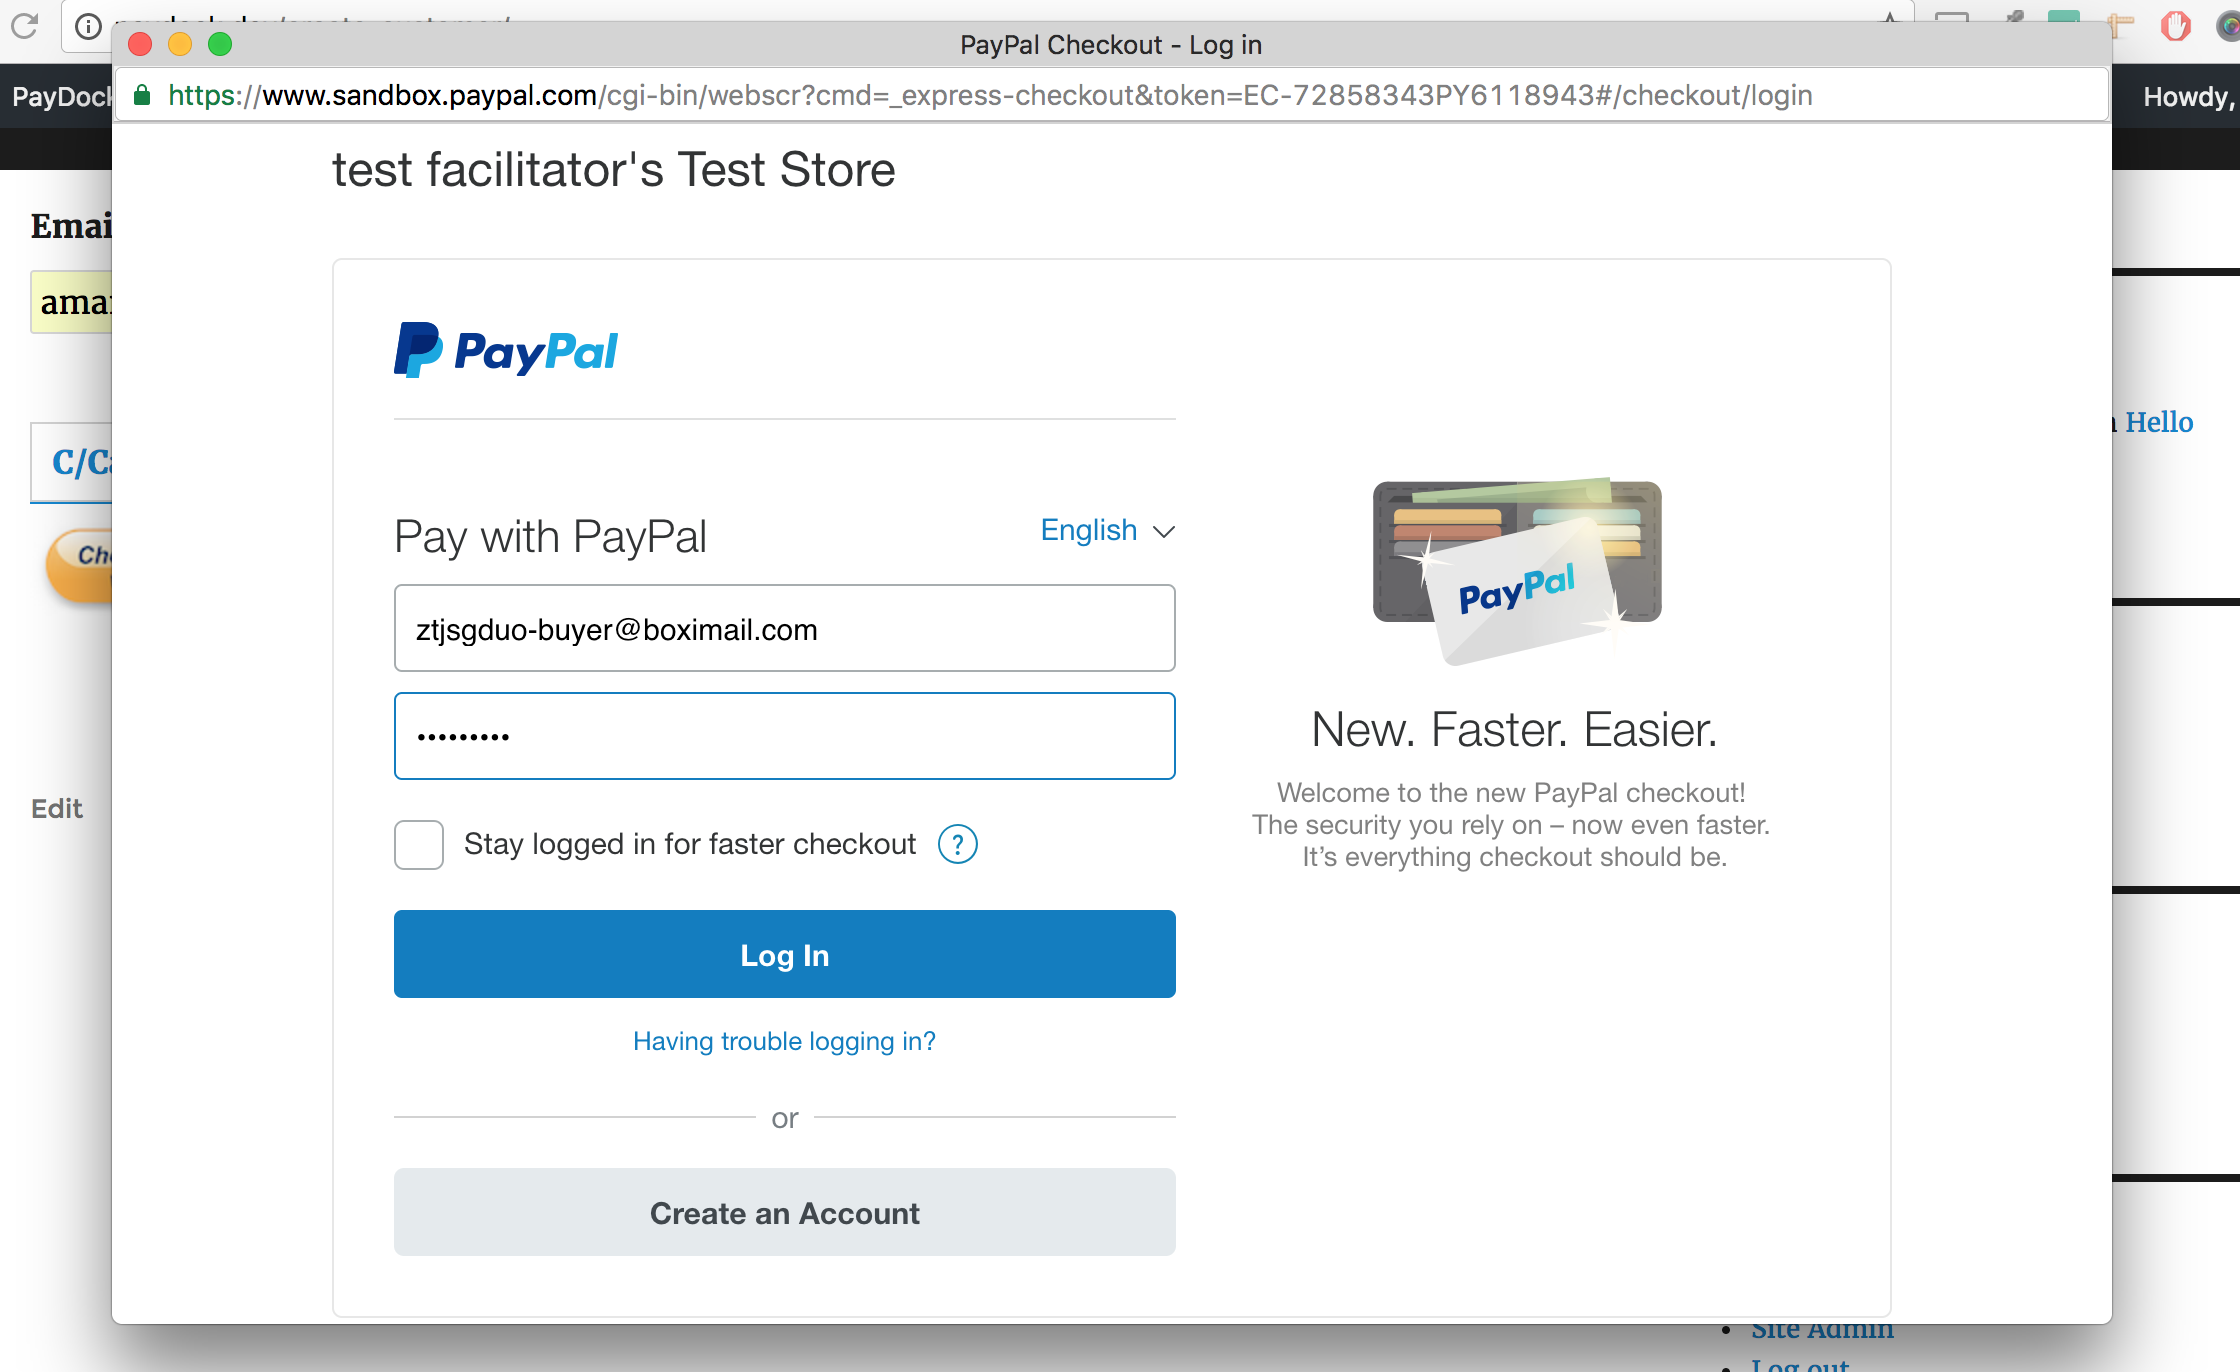 PayPal Checkout - Log in
PayDock
https://www.sandbox.paypal.com/cgi-bin/webscr?cmd=_express-checkout&token=EC-72858343PY6118943#/checkout/login
Howdy,
test facilitator's Test Store
PayPal
Pay with PayPal
English
ztjsgduo-buyer@boximail.com
•••••••••
Stay logged in for faster checkout ?
Log In
Having trouble logging in?
or
Create an Account
PayPal
New. Faster. Easier.
Welcome to the new PayPal checkout!
The security you rely on – now even faster.
It’s everything checkout should be.
Emai
ama
C/Ca
Che
Edit
Hello
Site Admin
Log out